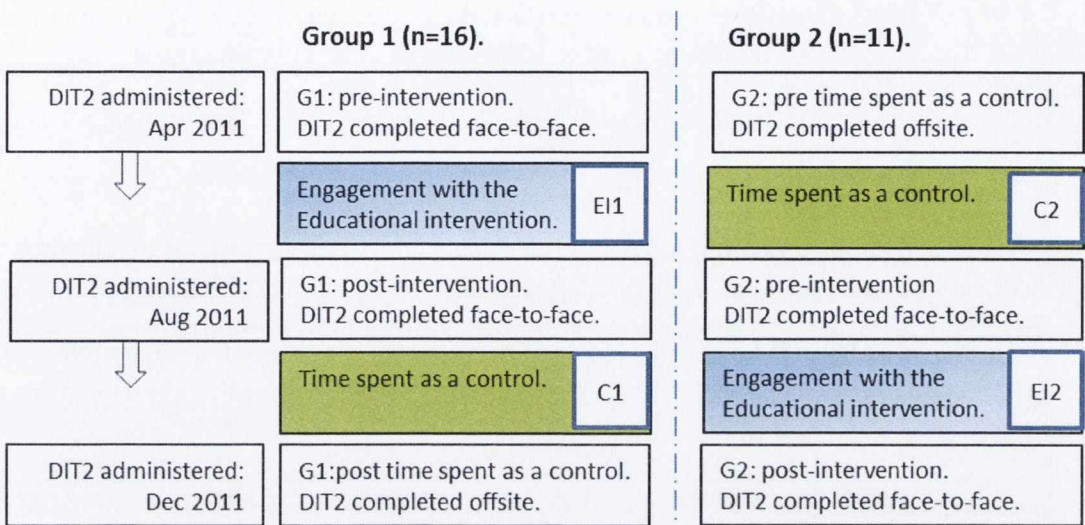 Group 1 (n=16).
Group 2 (n=11).
DIT2 administered:
Apr 2011
G1: pre-intervention.
DIT2 completed face-to-face.
G2: pre time spent as a control.
DIT2 completed offsite.
Engagement with the
Educational intervention.
EI1
Time spent as a control.
C2
DIT2 administered:
Aug 2011
G1: post-intervention.
DIT2 completed face-to-face.
G2: pre-intervention
DIT2 completed face-to-face.
Time spent as a control.
C1
Engagement with the
Educational intervention.
EI2
DIT2 administered:
Dec 2011
G1:post time spent as a control.
DIT2 completed offsite.
G2: post-intervention.
DIT2 completed face-to-face.